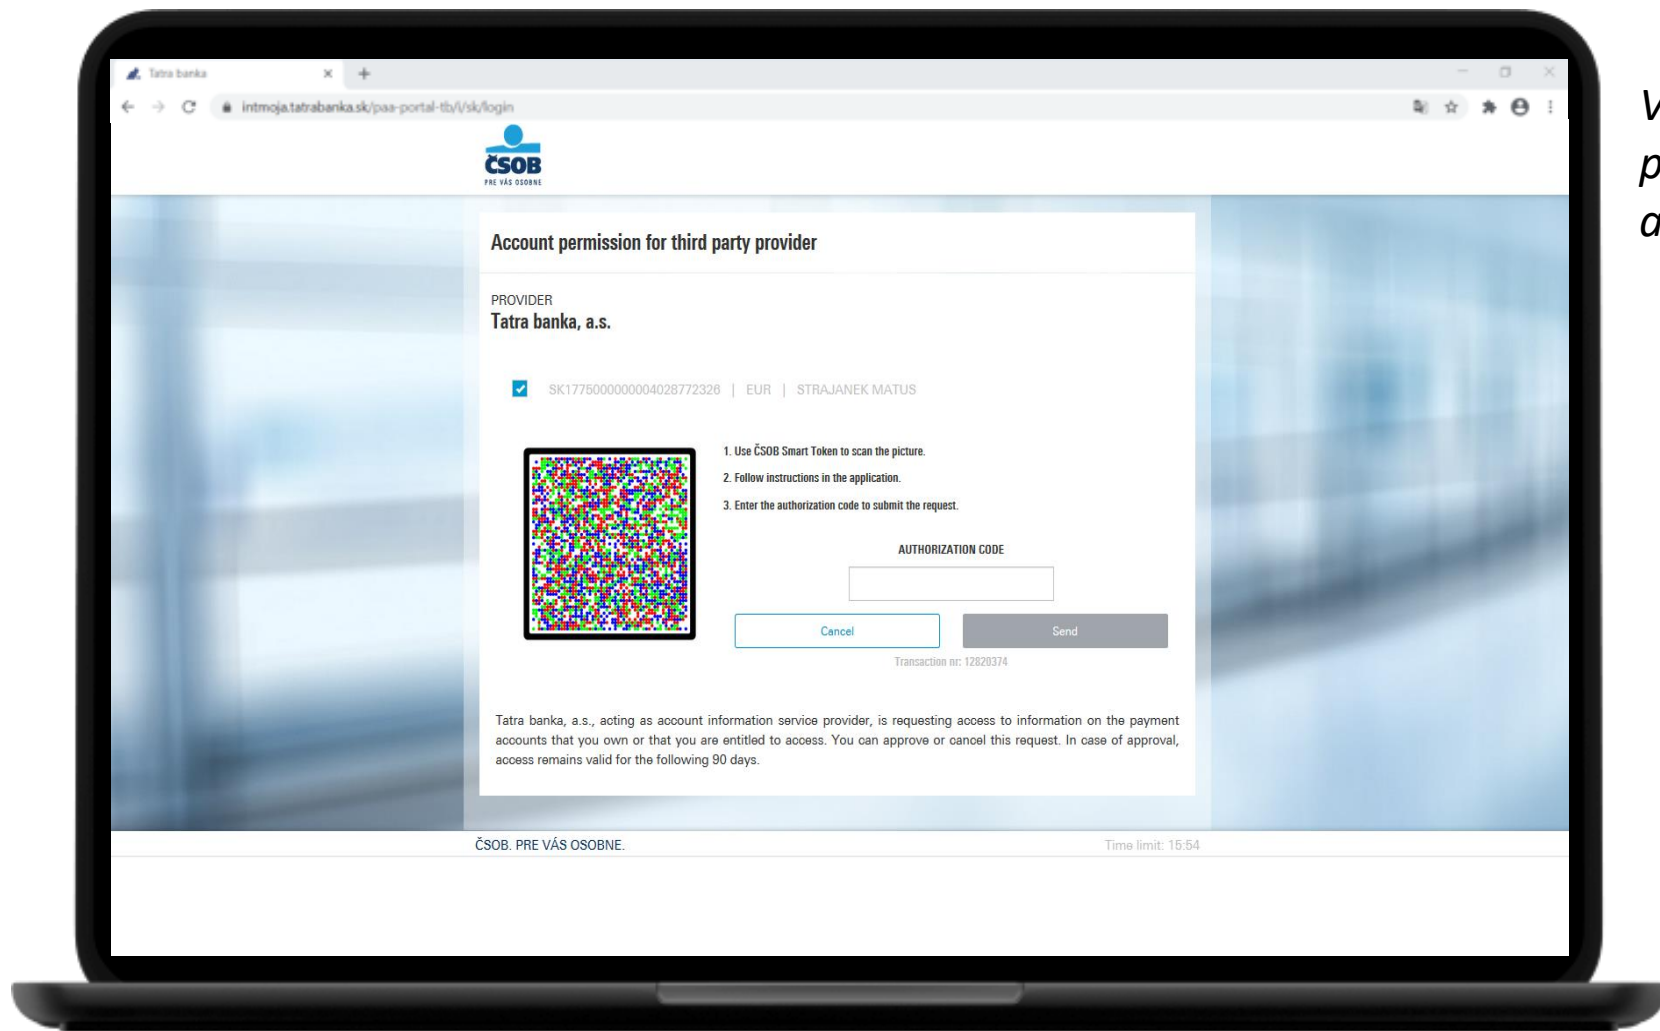 Tatra banka
intmoja.tatrabanka.sk/paa-portal-tb/i/sk/login
ČSOB
PRE VÁS OSOBNE
Account permission for third party provider
PROVIDER
Tatra banka, a.s.
SK1775000000004028772326 | EUR | STRAJANEK MATUS
1. Use ČSOB Smart Token to scan the picture.
2. Follow instructions in the application.
3. Enter the authorization code to submit the request.
AUTHORIZATION CODE
Cancel
Send
Transaction nr: 12820374
Tatra banka, a.s., acting as account information service provider, is requesting access to information on the payment
accounts that you own or that you are entitled to access. You can approve or cancel this request. In case of approval,
access remains valid for the following 90 days.
ČSOB. PRE VÁS OSOBNE.
Time limit: 15:54